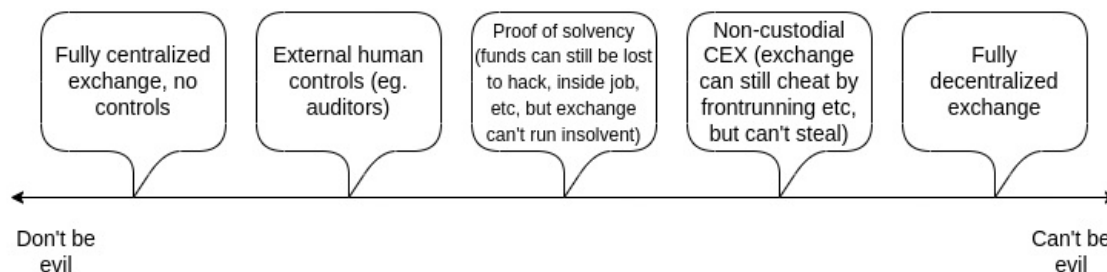 Fully centralized
exchange, no
controls
External human
controls (eg.
auditors)
Proof of solvency
(funds can still be lost
to hack, inside job,
etc, but exchange
can't run insolvent)
Non-custodial
CEX (exchange
can still cheat by
frontrunning etc,
but can't steal)
Fully
decentralized
exchange
Don't be
evil
Can't be
evil